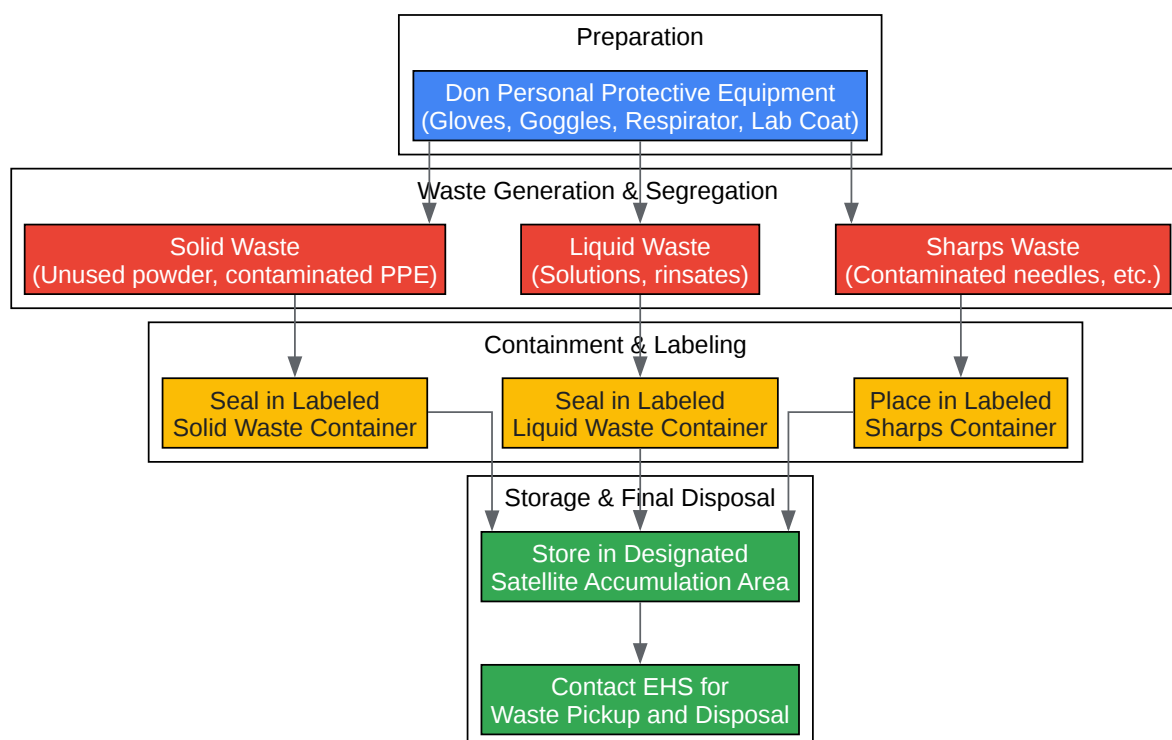 Preparation
Don Personal Protective Equipment
(Gloves, Goggles, Respirator, Lab Coat)
Waste Generation & Segregation
Solid Waste
(Unused powder, contaminated PPE)
Liquid Waste
(Solutions, rinsates)
Sharps Waste
(Contaminated needles, etc.)
Containment & Labeling
Seal in Labeled
Solid Waste Container
Seal in Labeled
Liquid Waste Container
Place in Labeled
Sharps Container
Storage & Final Disposal
Store in Designated
Satellite Accumulation Area
Contact EHS for
Waste Pickup and Disposal